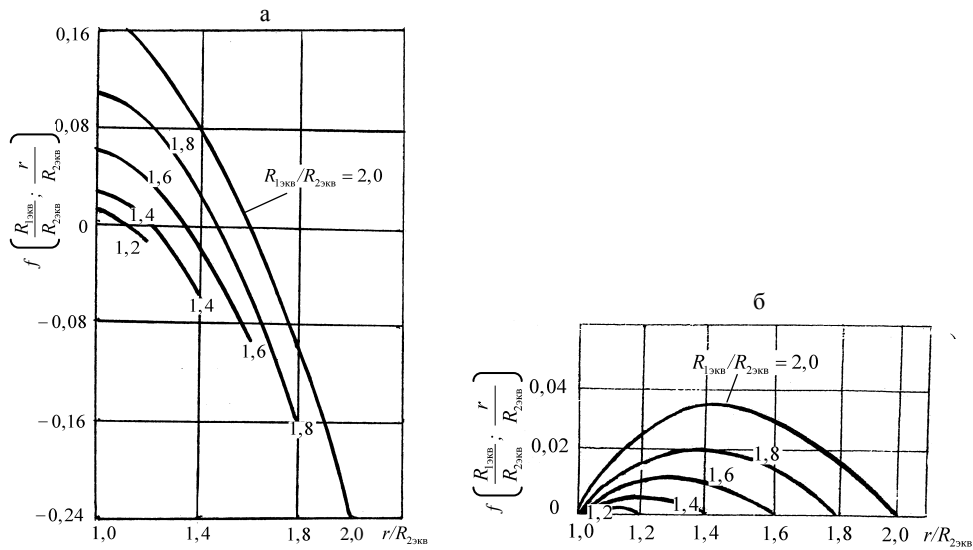 а
0,16
0,08
0
−0,08
−0,16
−0,24
f ( R1экв / R2экв ; r / R2экв )
1,8
1,6
R1экв/R2экв = 2,0
1,4
1,2
1,4
1,6
1,8
1,0 1,4 1,8 2,0 r/R2экв
б
R1экв/R2экв = 2,0
0,04
0,02
0
f ( R1экв / R2экв ; r / R2экв )
1,8
1,6
1,4
1,2
1,0 1,2 1,4 1,6 1,8 2,0 r/R2экв